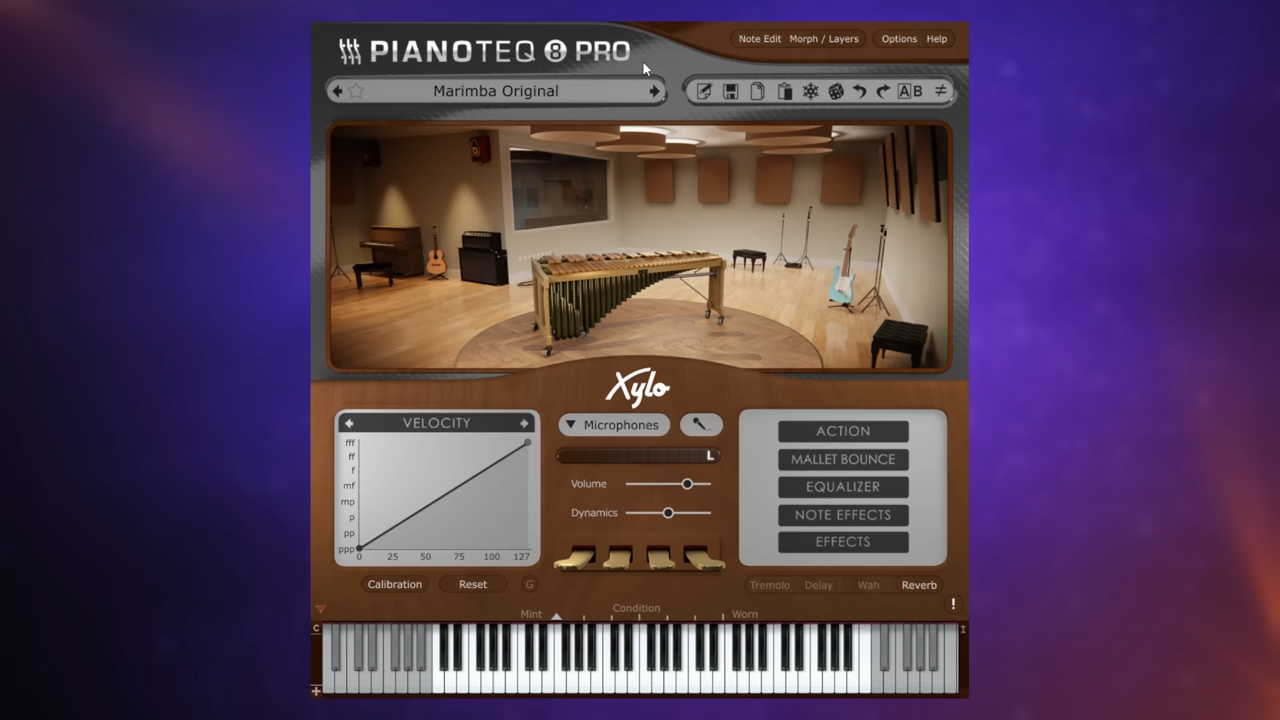 PIANOTEQ 8 PRO
Note Edit Morph / Layers Options Help
Marimba Original
AB
Xylo
VELOCITY
fff
ff
f
mf
mp
p
pp
ppp
0 25 50 75 100 127
Calibration Reset G
Microphones
L
Volume
Dynamics
ACTION
MALLET BOUNCE
EQUALIZER
NOTE EFFECTS
EFFECTS
Tremolo Delay Wah Reverb
!
Mint Condition Worn
C